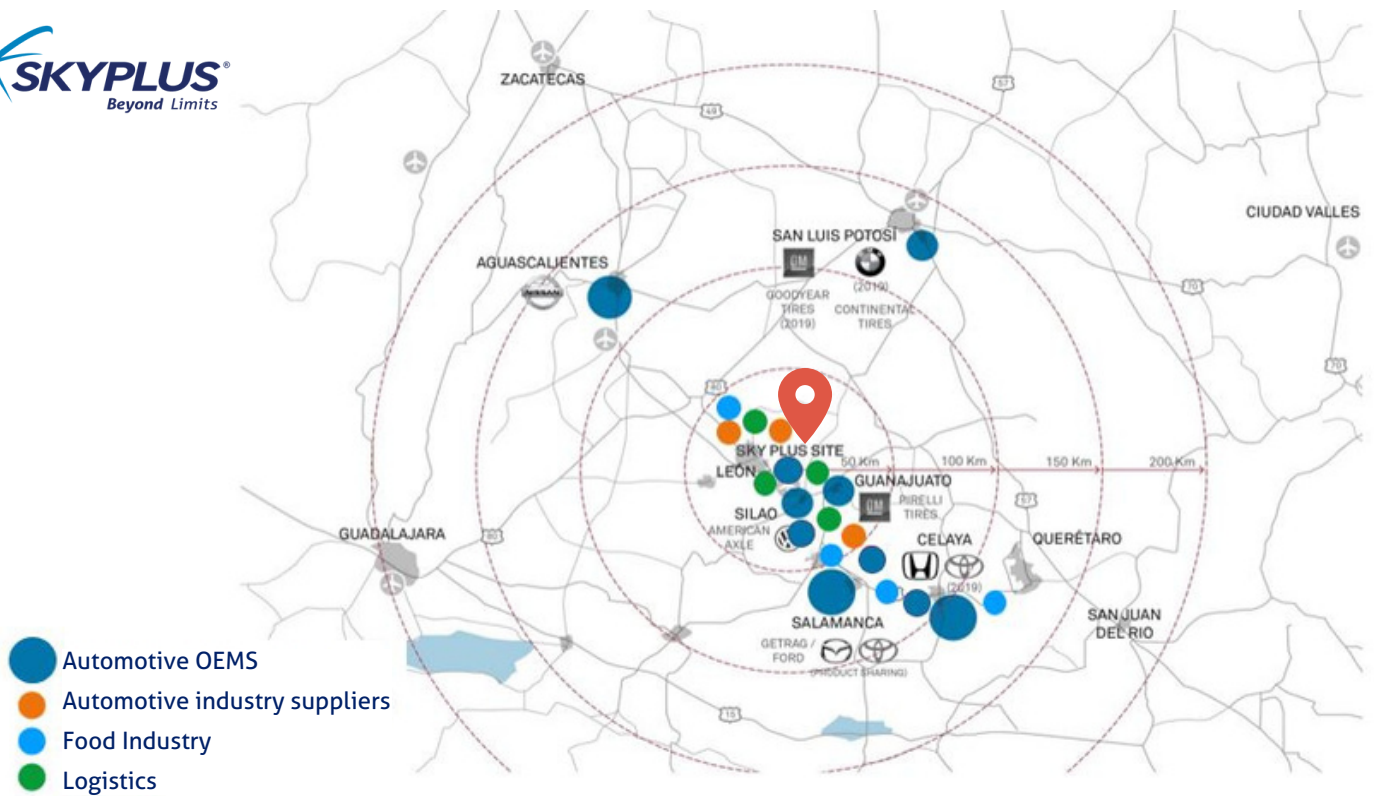 SKYPLUS®
Beyond Limits
ZACATECAS
57
49
CIUDAD VALLES
SAN LUIS POTOSÍ
AGUASCALIENTES
GM
NISSAN
(2019)
70
GOODYEAR
TIRES
(2019)
CONTINENTAL
TIRES
70
SKY PLUS SITE
50 Km
100 Km
150 Km
200 Km
LEÓN
GUANAJUATO
GM
PIRELLI
TIRES
57
SILAO
AMERICAN
AXLE
GUADALAJARA
80
CELAYA
QUERÉTARO
(2019)
SALAMANCA
SAN JUAN
DEL RIO
GETRAG /
FORD
(PRODUCT SHARING)
15
Automotive OEMS
Automotive industry suppliers
Food Industry
Logistics